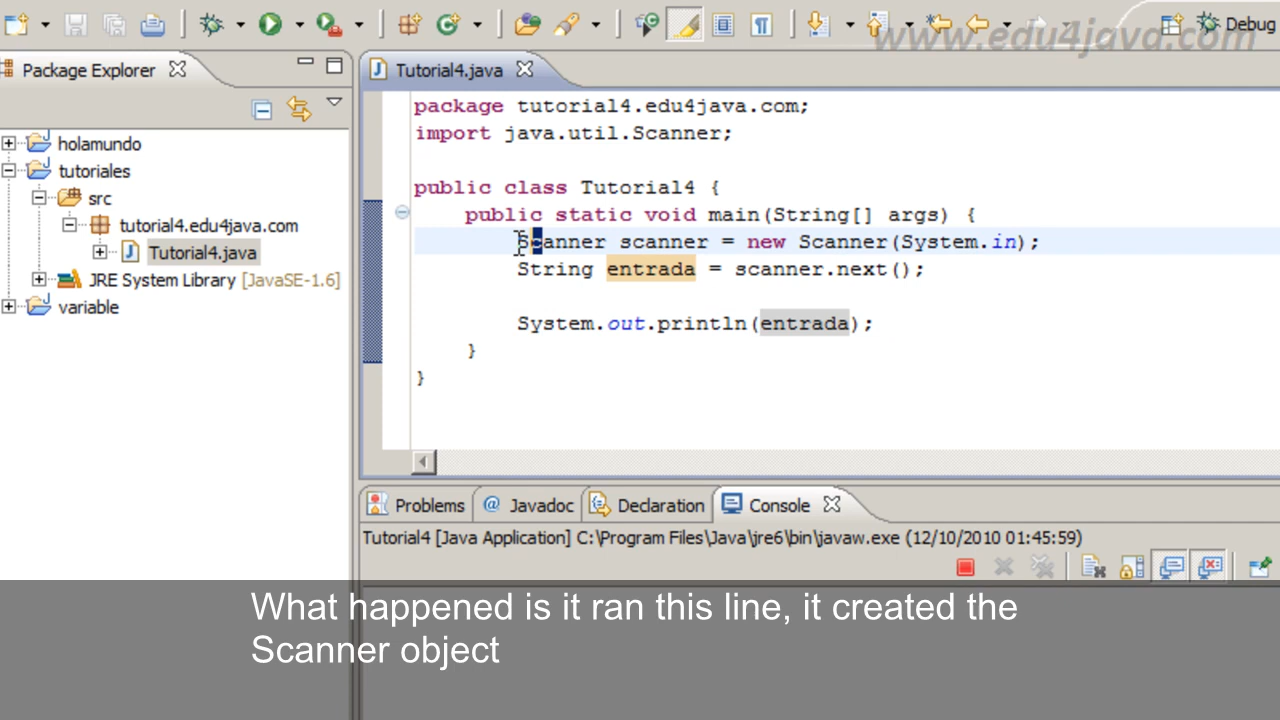 www.edu4java.com
Debug
Package Explorer
Tutorial4.java
holamundo
tutoriales
src
tutorial4.edu4java.com
Tutorial4.java
JRE System Library [JavaSE-1.6]
variable
package tutorial4.edu4java.com;
import java.util.Scanner;
public class Tutorial4 {
public static void main(String[] args) {
Scanner scanner = new Scanner(System.in);
String entrada = scanner.next();
System.out.println(entrada);
}
}
Problems @ Javadoc Declaration Console
Tutorial4 [Java Application] C:\Program Files\Java\jre6\bin\javaw.exe (12/10/2010 01:45:59)
What happened is it ran this line, it created the
Scanner object